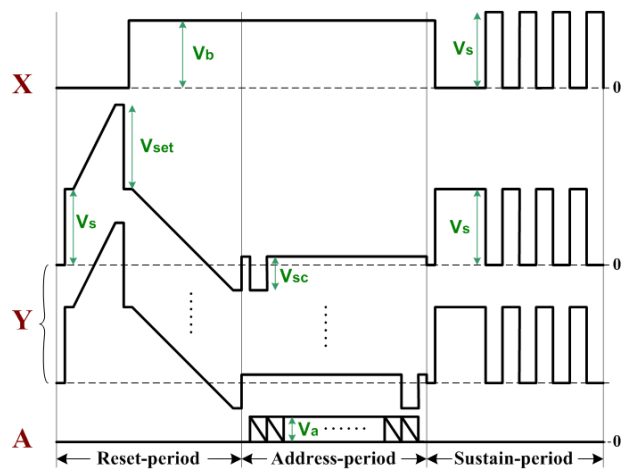 X
Vb
Vs
0
Vset
Vs
Vs
0
Vsc
Y
Va
A
0
Reset-period
Address-period
Sustain-period